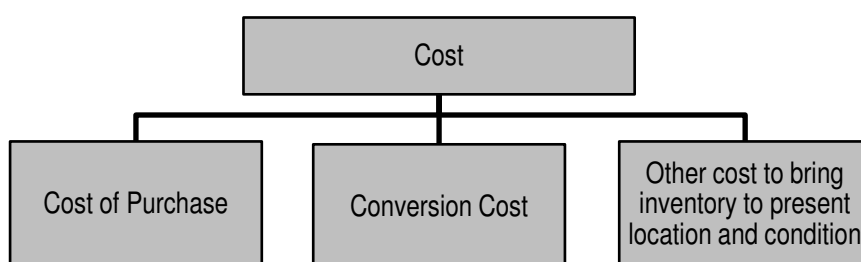 Cost
Cost of Purchase
Conversion Cost
Other cost to bring
inventory to present
location and condition